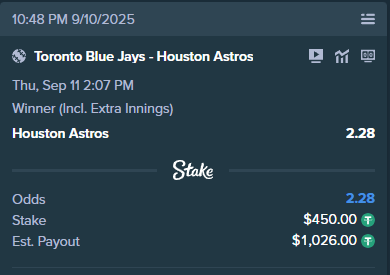 10:48 PM 9/10/2025
Toronto Blue Jays - Houston Astros
Thu, Sep 11 2:07 PM
Winner (Incl. Extra Innings)
Houston Astros 2.28
Stake
Odds 2.28
Stake $450.00 T
Est. Payout $1,026.00 T